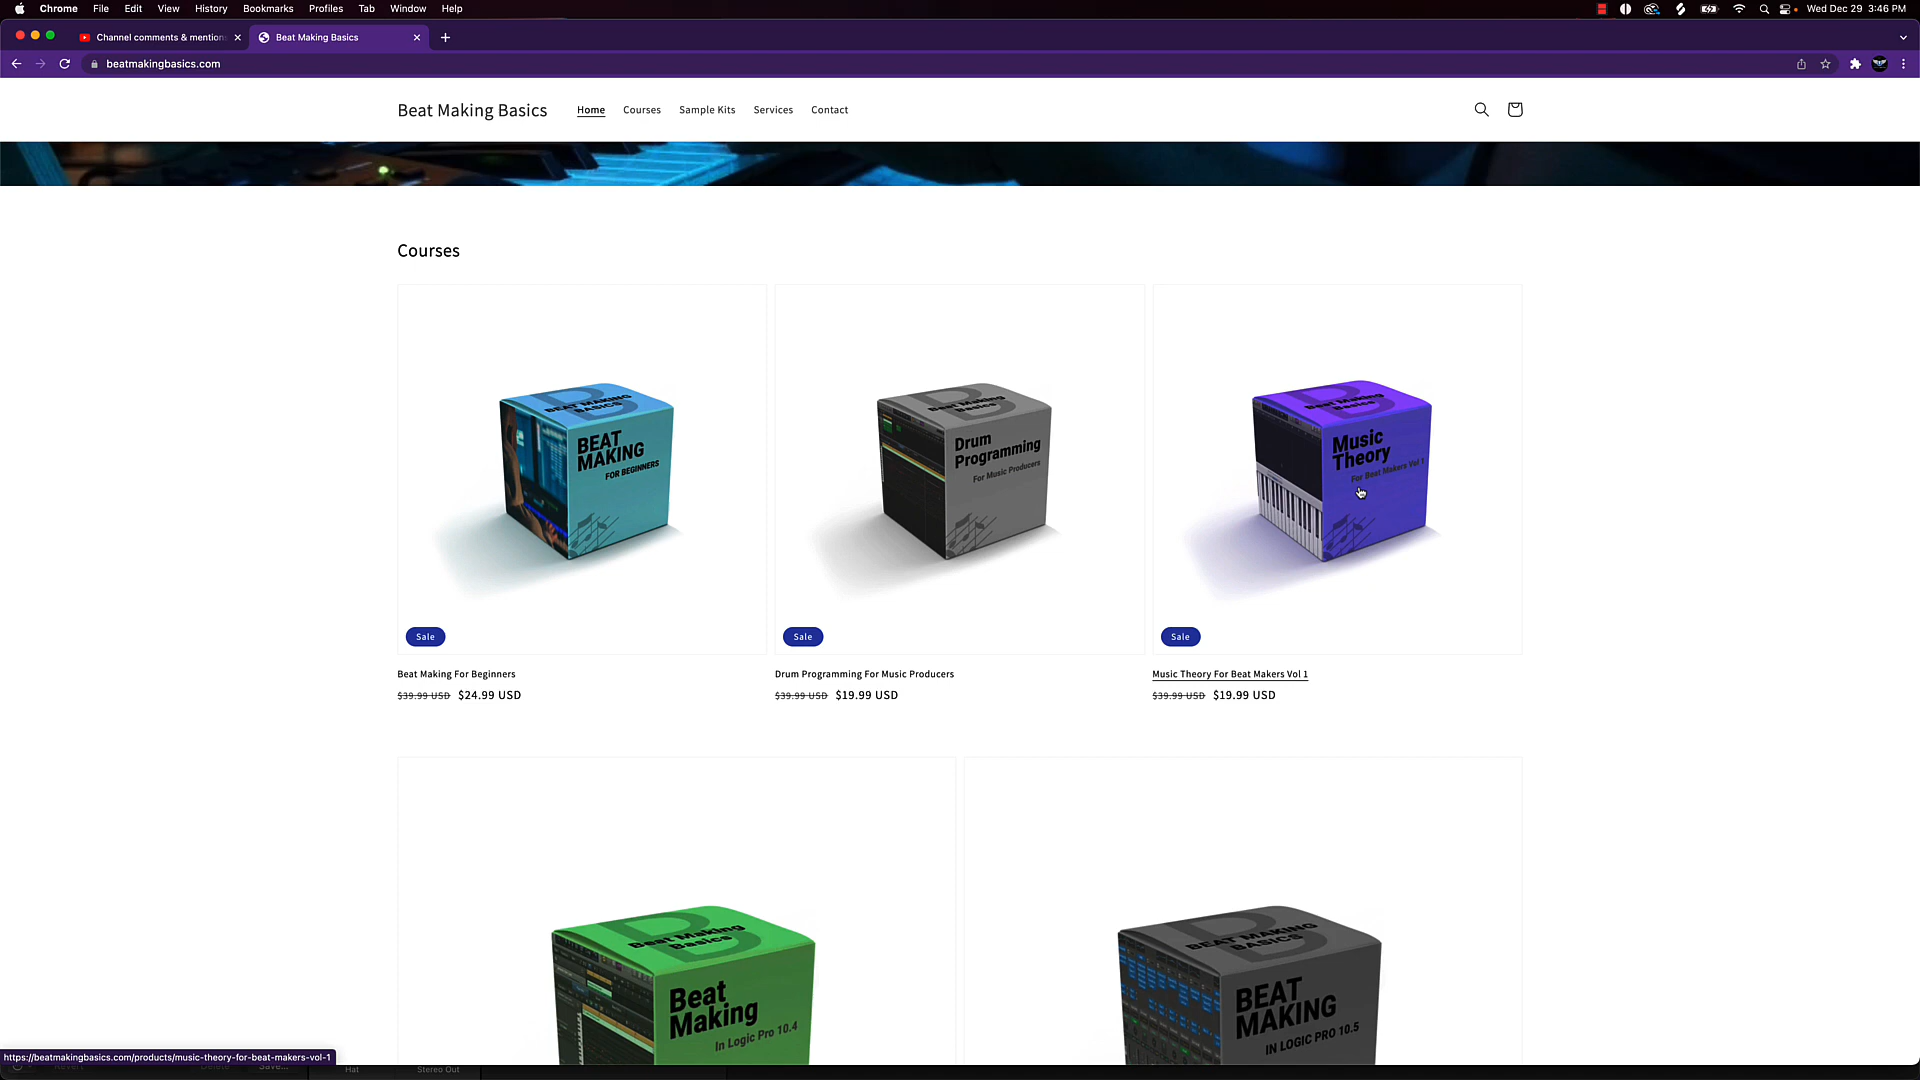 Chrome File Edit View History Bookmarks Profiles Tab Window Help
Wed Dec 29 3:46 PM
Channel comments & mention
Beat Making Basics
beatmakingbasics.com
Beat Making Basics
Home Courses Sample Kits Services Contact
Courses
BEAT MAKING
BASICS
BEAT
MAKING
FOR BEGINNERS
Beat Making
Basics
Drum
Programming
For Music Producers
Beat Making
Basics
Music
Theory
For Beat Makers Vol 1
Sale
Sale
Sale
Beat Making For Beginners
$39.99 USD $24.99 USD
Drum Programming For Music Producers
$39.99 USD $19.99 USD
Music Theory For Beat Makers Vol 1
$39.99 USD $19.99 USD
Beat Making
Basics
Beat
Making
In Logic Pro 10.4
BEAT MAKING
BASICS
BEAT
MAKING
IN LOGIC PRO 10.5
https://beatmakingbasics.com/products/music-theory-for-beat-makers-vol-1
Revert Delete Save... Hat Stereo Out